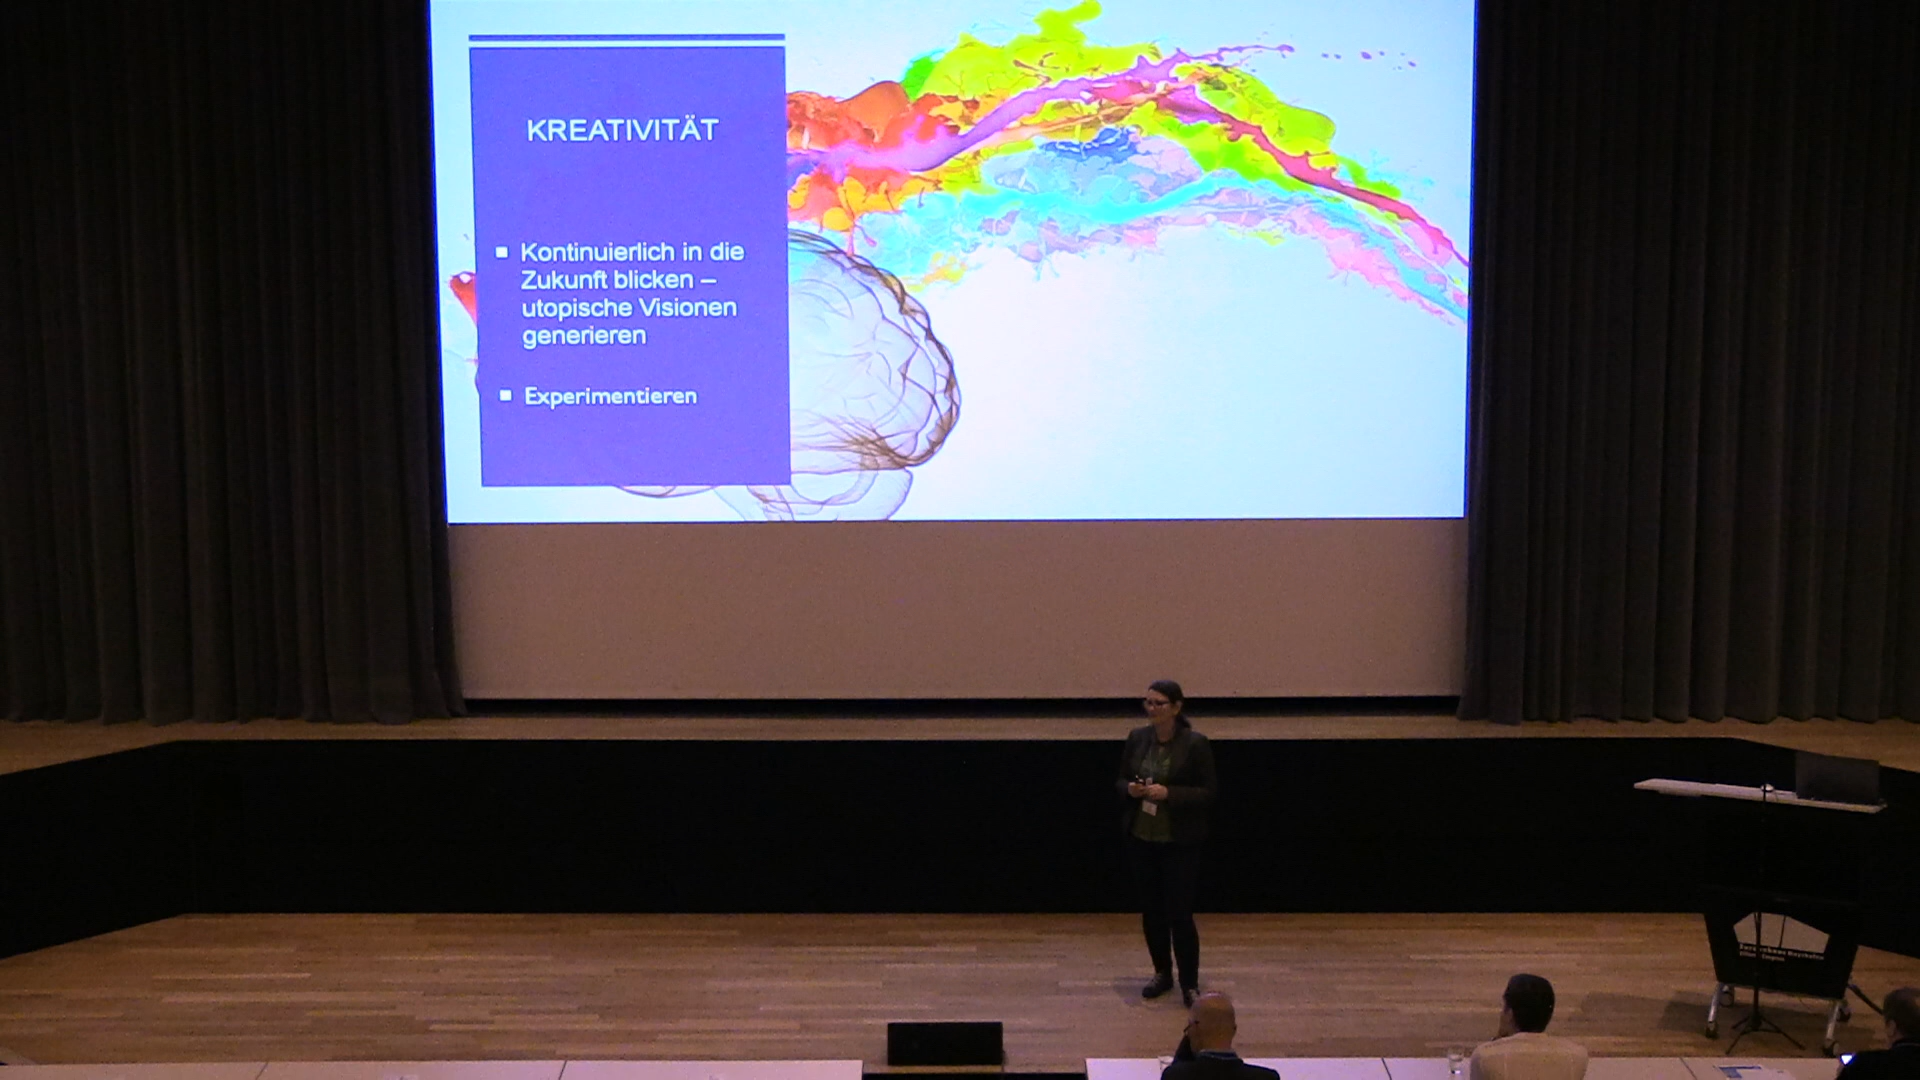 KREATIVITÄT
Kontinuierlich in die
Zukunft blicken –
utopische Visionen
generieren
Experimentieren